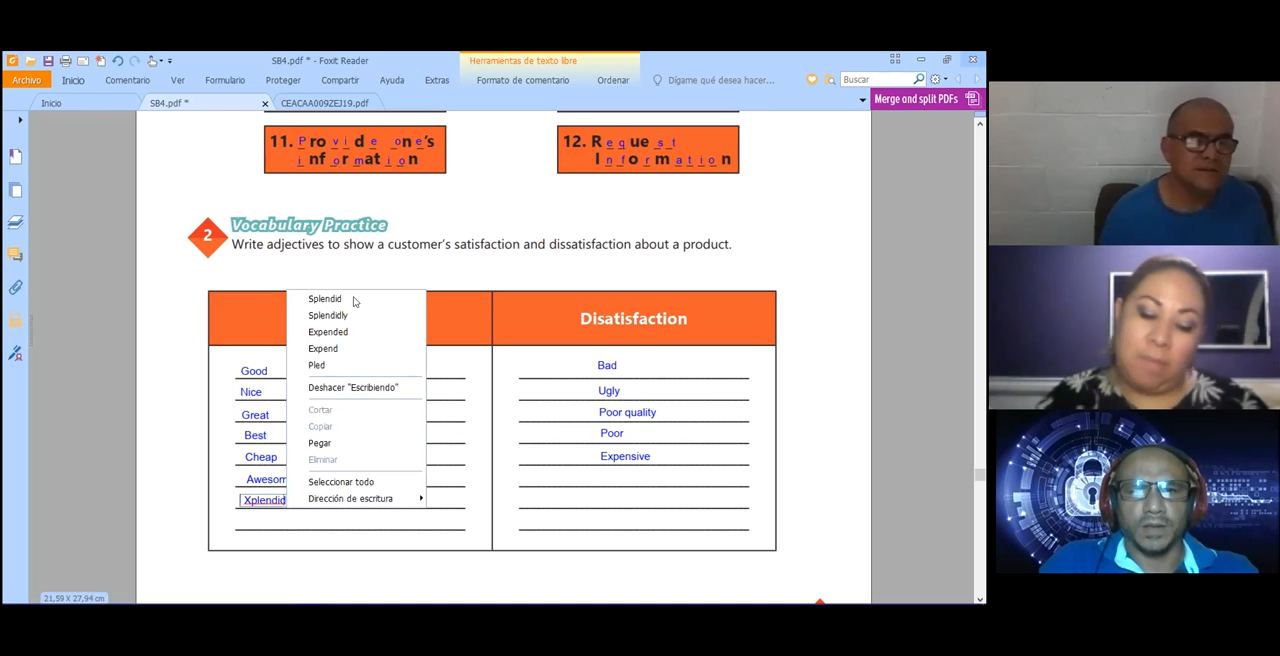 SB4.pdf * - Foxit Reader
Herramientas de texto libre
Archivo Inicio Comentario Ver Formulario Proteger Compartir Ayuda Extras Formato de comentario Ordenar Dígame qué desea hacer... Buscar
Inicio SB4.pdf * CEACAA009ZEJ19.pdf Merge and split PDFs
11. Provide one's
information
12. Request
Information
2 Vocabulary Practice
Write adjectives to show a customer's satisfaction and dissatisfaction about a product.
Disatisfaction
Good
Nice
Great
Best
Cheap
Awesom
Xplendid
Bad
Ugly
Poor quality
Poor
Expensive
Splendid
Splendidly
Expended
Expend
Pled
Deshacer "Escribiendo"
Cortar
Copiar
Pegar
Eliminar
Seleccionar todo
Dirección de escritura
21,59 X 27,94 cm